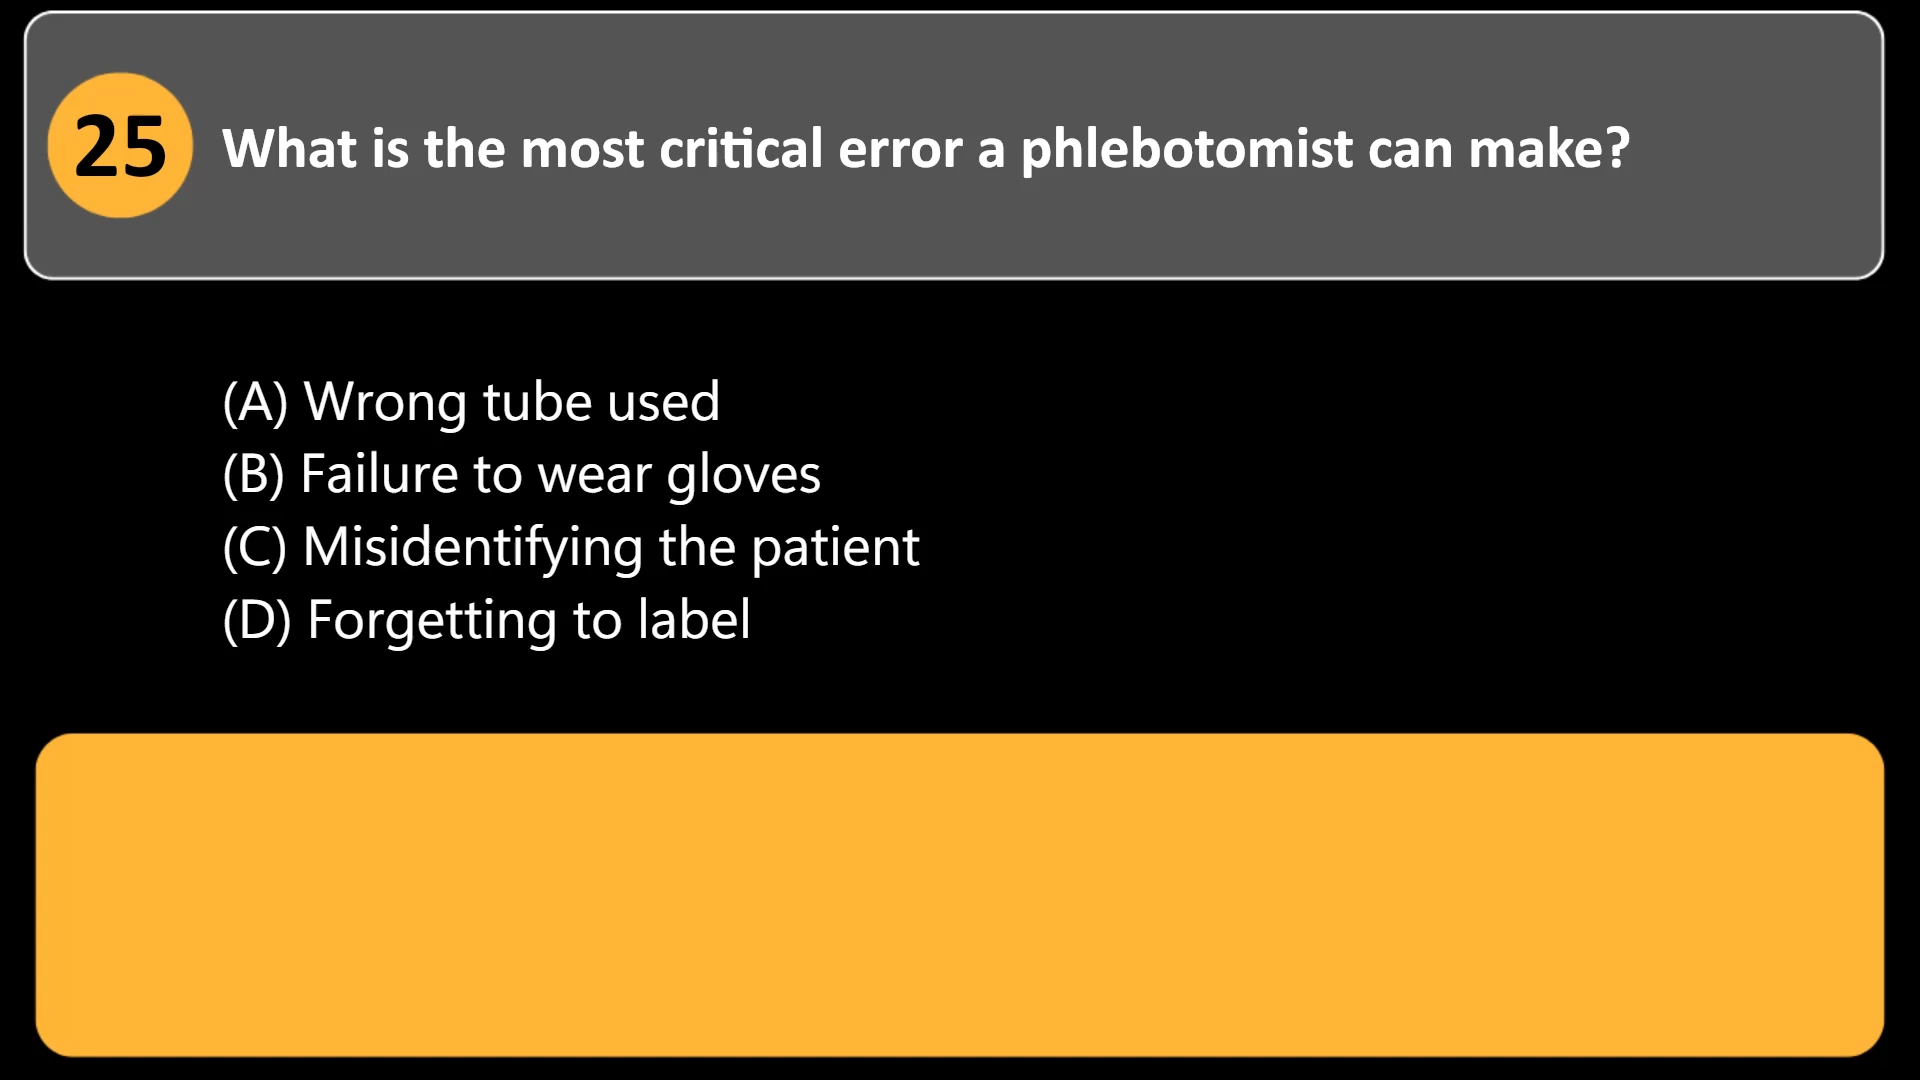 25 What is the most critical error a phlebotomist can make?
(A) Wrong tube used
(B) Failure to wear gloves
(C) Misidentifying the patient
(D) Forgetting to label